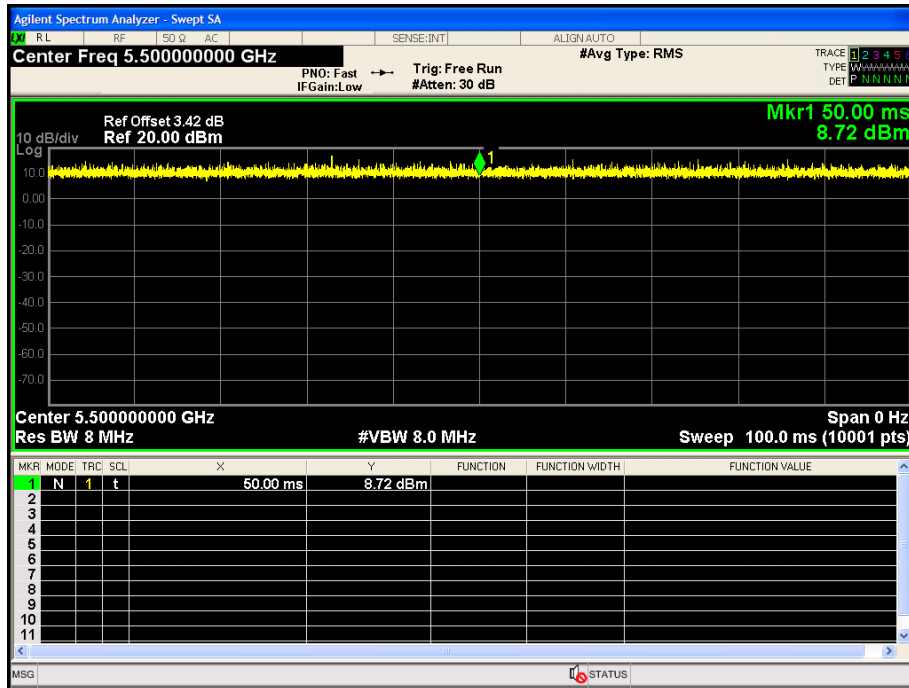 Agilent Spectrum Analyzer - Swept SA
LXI RL RF 50 Ω AC SENSE:INT ALIGN AUTO
Center Freq 5.500000000 GHz
#Avg Type: RMS
PNO: Fast
IFGain:Low
Trig: Free Run
#Atten: 30 dB
TRACE 1 2 3 4 5 6
TYPE
DET P N N N N N
Mkr1 50.00 ms
8.72 dBm
Ref Offset 3.42 dB
10 dB/div Ref 20.00 dBm
Log
1
10.0
0.00
-10.0
-20.0
-30.0
-40.0
-50.0
-60.0
-70.0
Center 5.500000000 GHz Span 0 Hz
Res BW 8 MHz #VBW 8.0 MHz Sweep 100.0 ms (10001 pts)
MKR MODE TRC SCL X Y FUNCTION FUNCTION WIDTH FUNCTION VALUE
1 N 1 t 50.00 ms 8.72 dBm
2
3
4
5
6
7
8
9
10
11
MSG STATUS